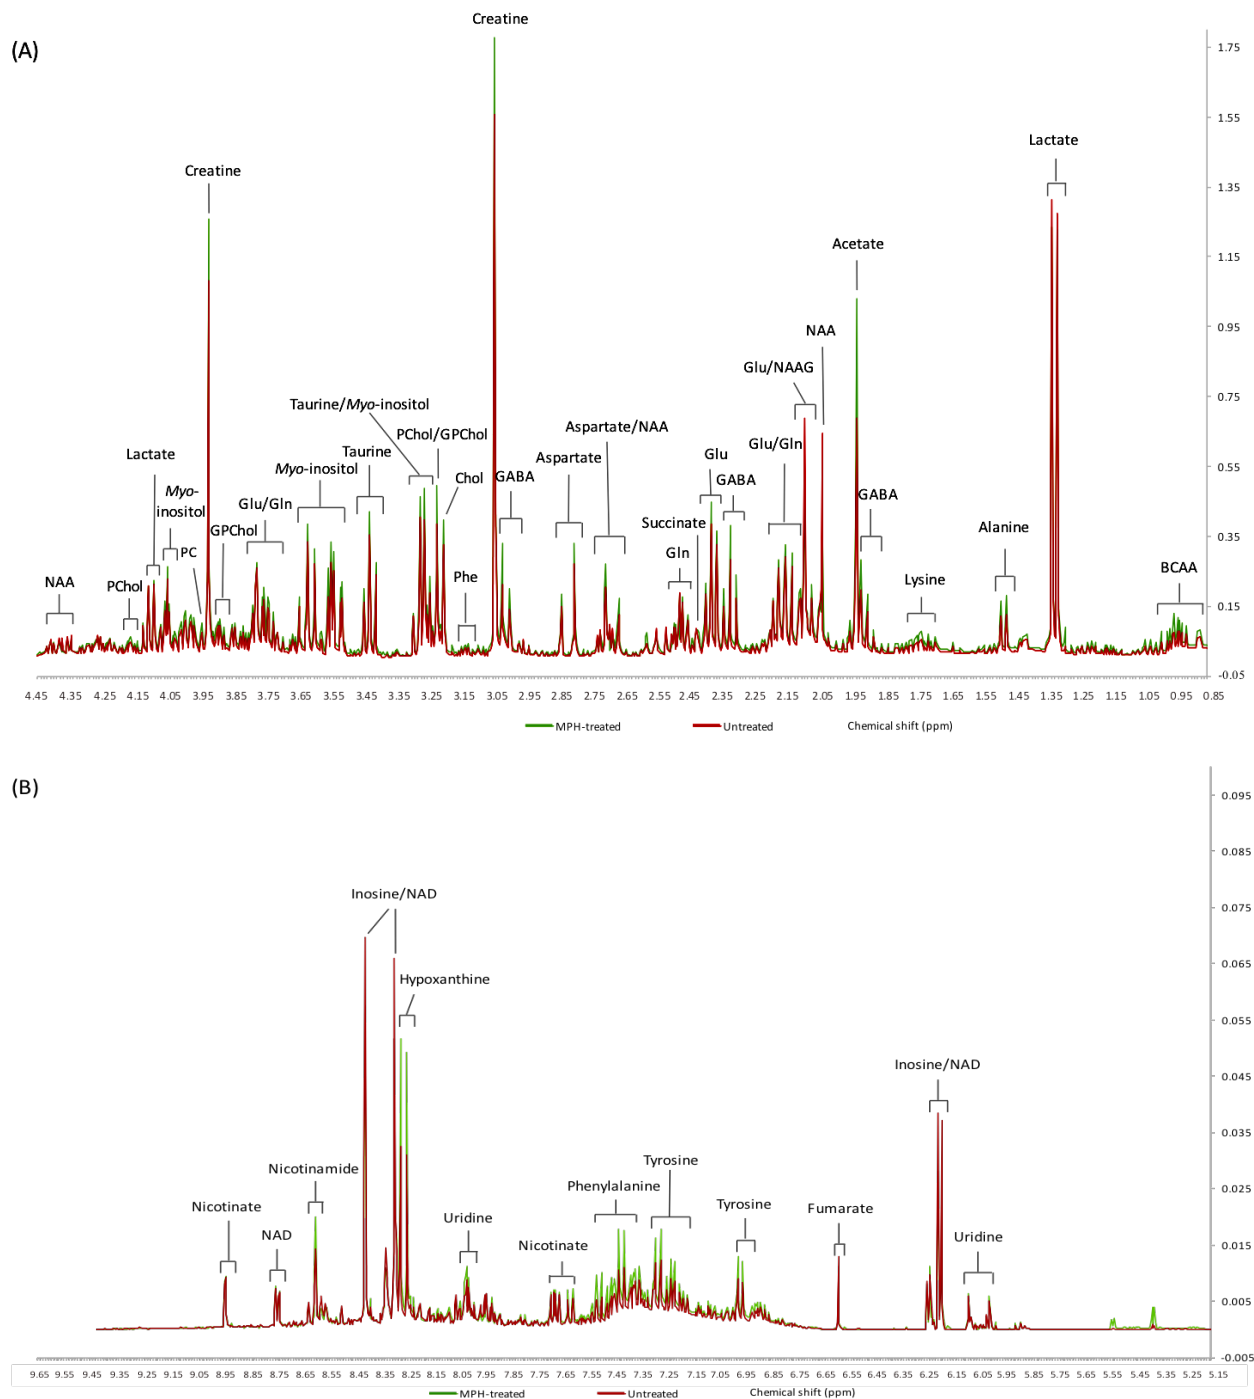 (A)
Creatine
1.75
1.55
Lactate
1.35
Creatine
1.15
Acetate
0.95
NAA
Glu/NAAG
0.75
Taurine/Myo-inositol
PChol/GPChol
Aspartate/NAA
Glu/Gln
0.55
Lactate
Myo-inositol
Taurine
Chol
GABA
Aspartate
Glu
GABA
GABA
Myo-
inositol
Glu/Gln
GPChol
PC
Succinate
Gln
Alanine
0.35
NAA
PChol
Phe
Lysine
BCAA
0.15
-0.05
4.45 4.35 4.25 4.15 4.05 3.95 3.85 3.75 3.65 3.55 3.45 3.35 3.25 3.15 3.05 2.95 2.85 2.75 2.65 2.55 2.45 2.35 2.25 2.15 2.05 1.95 1.85 1.75 1.65 1.55 1.45 1.35 1.25 1.15 1.05 0.95 0.85
MPH-treated Untreated Chemical shift (ppm)
(B)
0.095
0.085
Inosine/NAD
0.075
0.065
Hypoxanthine
0.055
Inosine/NAD
0.045
0.035
Nicotinamide
Tyrosine
Phenylalanine
0.025
Nicotinate
NAD
Uridine
Nicotinate
Tyrosine
Fumarate
Uridine
0.015
0.005
-0.005
9.65 9.55 9.45 9.35 9.25 9.15 9.05 8.95 8.85 8.75 8.65 8.55 8.45 8.35 8.25 8.15 8.05 7.95 7.85 7.75 7.65 7.55 7.45 7.35 7.25 7.15 7.05 6.95 6.85 6.75 6.65 6.55 6.45 6.35 6.25 6.15 6.05 5.95 5.85 5.75 5.65 5.55 5.45 5.35 5.25 5.15
MPH-treated Untreated Chemical shift (ppm)